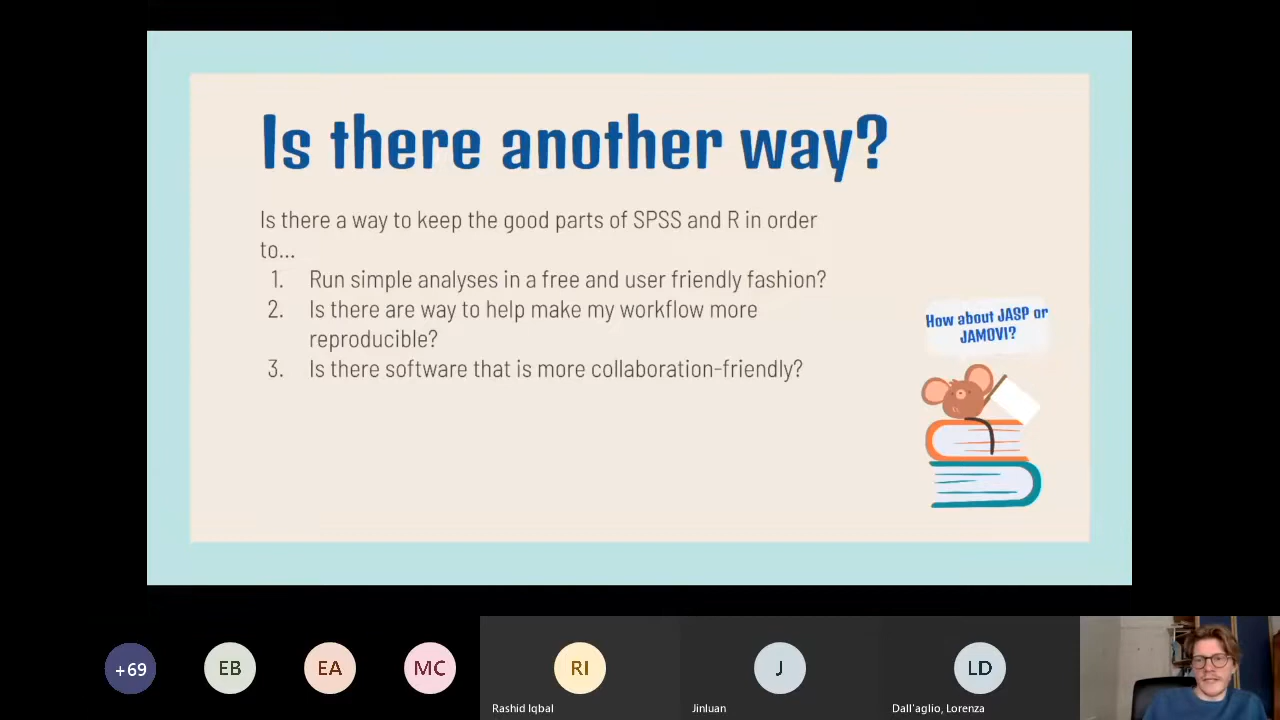 Is there another way?
Is there a way to keep the good parts of SPSS and R in order
to...
1. Run simple analyses in a free and user friendly fashion?
2. Is there are way to help make my workflow more
reproducible?
3. Is there software that is more collaboration-friendly?
How about JASP or
JAMOVI?
+69
EB
EA
MC
RI
J
LD
Rashid Iqbal
Jinluan
Dall'aglio, Lorenza